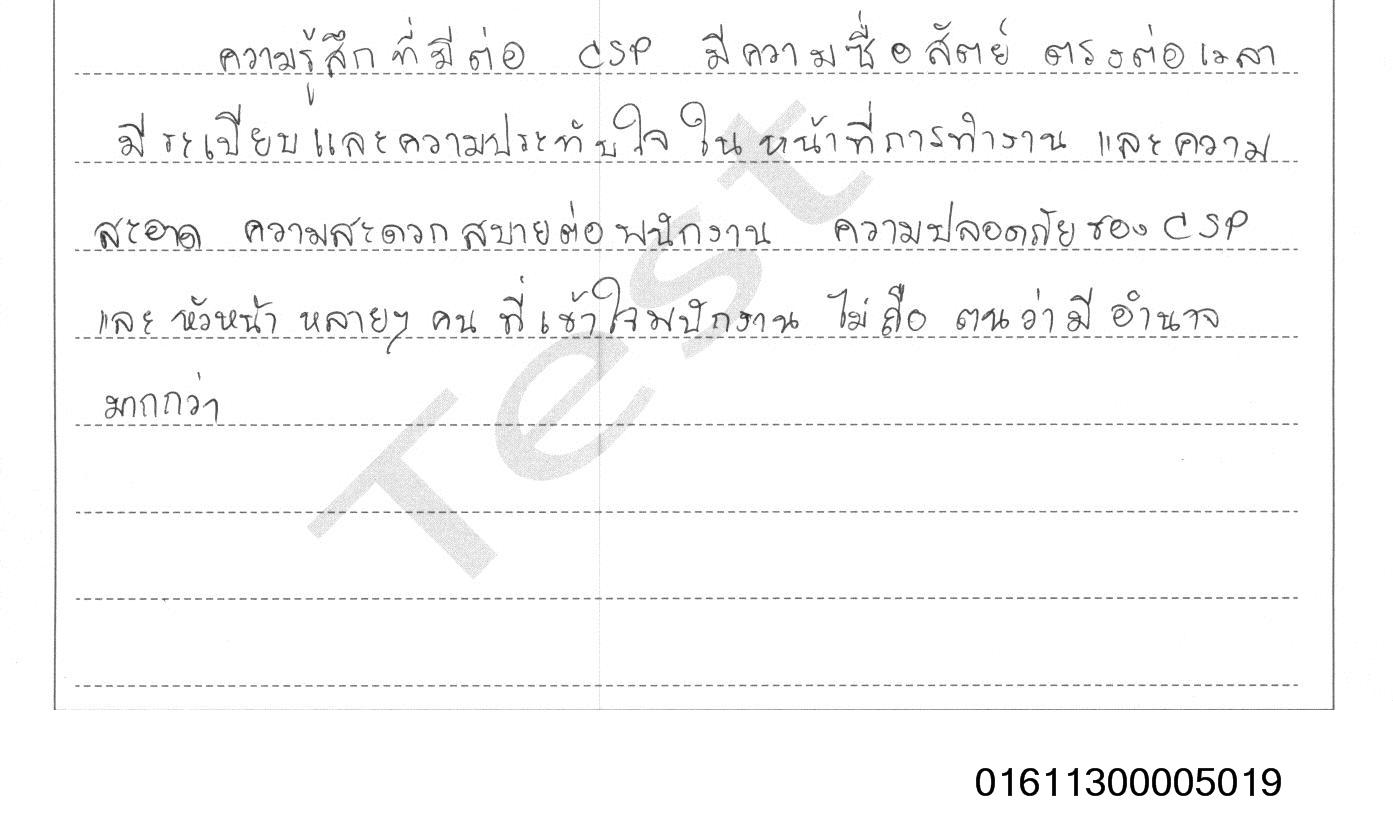 ความรู้สึกที่มีต่อ CSP มีความซื่อสัตย์ ตรงต่อเวลา
มีระเบียบและความประทับใจ ในหน้าที่การทำงาน และความ
สะอาด ความสะดวกสบายต่อพนักงาน ความปลอดภัยของ CSP
และ หัวหน้า หลายๆ คน ที่เข้าใจพนักงาน ไม่ถือ ตนว่ามี อำนาจ
มากกว่า
Test
01611300005019